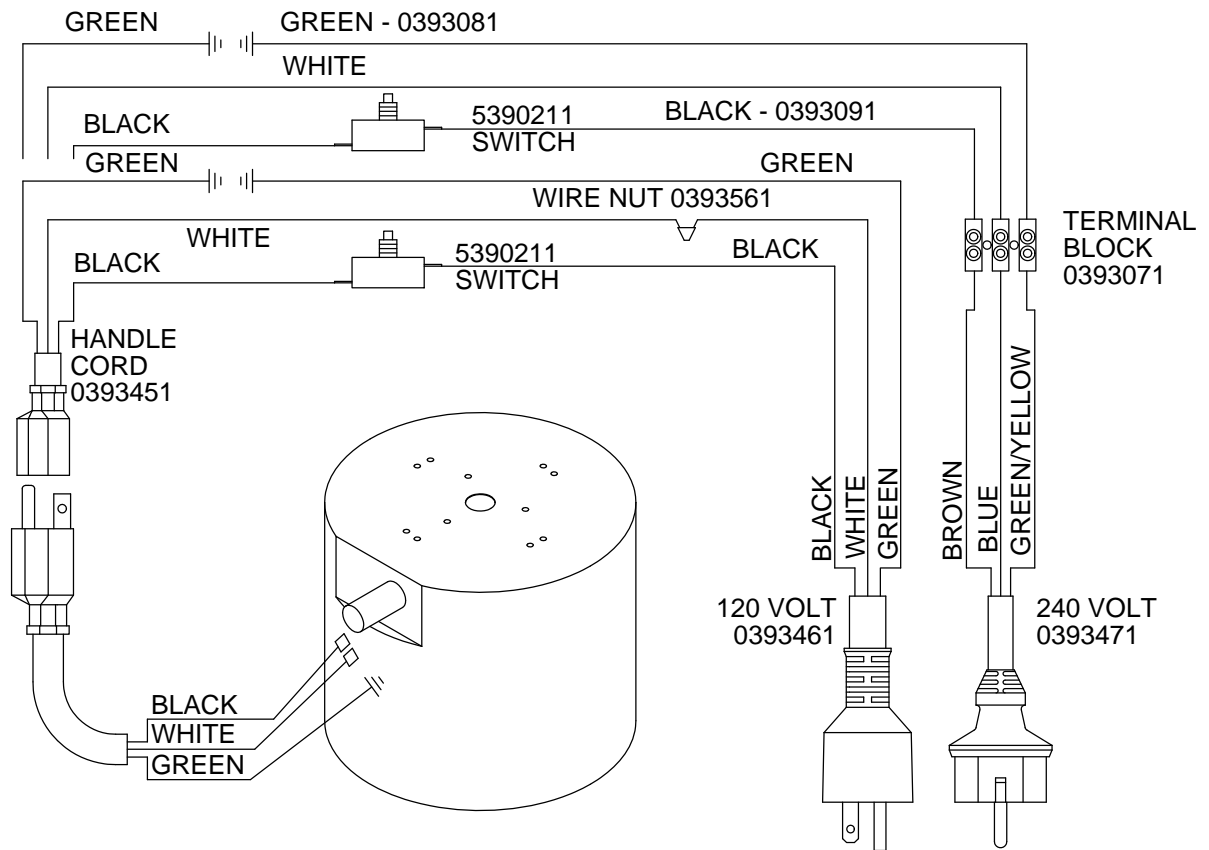 GREEN
GREEN - 0393081
WHITE
BLACK
5390211
SWITCH
BLACK - 0393091
GREEN
GREEN
WIRE NUT 0393561
WHITE
BLACK
5390211
SWITCH
BLACK
TERMINAL
BLOCK
0393071
HANDLE
CORD
0393451
BLACK
WHITE
GREEN
BROWN
BLUE
GREEN/YELLOW
120 VOLT
0393461
240 VOLT
0393471
BLACK
WHITE
GREEN